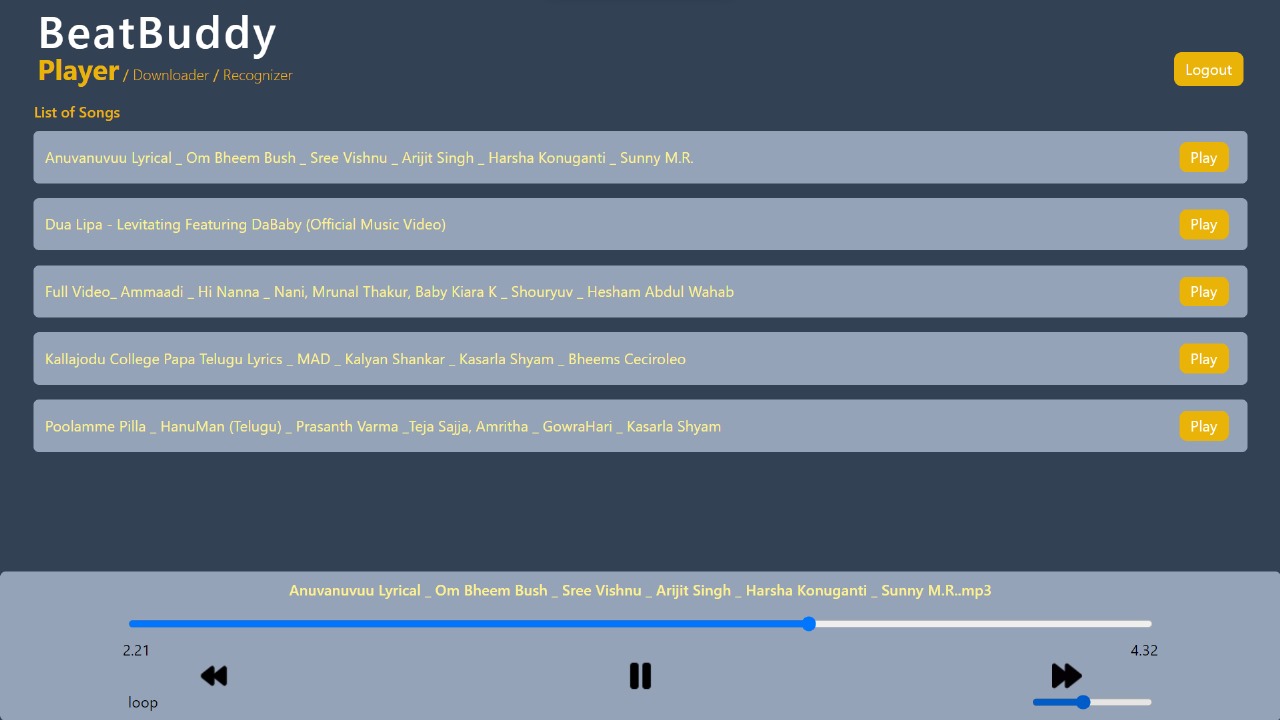 BeatBuddy
Player / Downloader / Recognizer
Logout
List of Songs
Anuvanuvuu Lyrical _ Om Bheem Bush _ Sree Vishnu _ Arijit Singh _ Harsha Konuganti _ Sunny M.R. Play
Dua Lipa - Levitating Featuring DaBaby (Official Music Video) Play
Full Video_ Ammaadi _ Hi Nanna _ Nani, Mrunal Thakur, Baby Kiara K _ Shouryuv _ Hesham Abdul Wahab Play
Kallajodu College Papa Telugu Lyrics _ MAD _ Kalyan Shankar _ Kasarla Shyam _ Bheems Ceciroleo Play
Poolamme Pilla _ HanuMan (Telugu) _ Prasanth Varma _Teja Sajja, Amritha _ GowraHari _ Kasarla Shyam Play
Anuvanuvuu Lyrical _ Om Bheem Bush _ Sree Vishnu _ Arijit Singh _ Harsha Konuganti _ Sunny M.R..mp3
2.21 4.32
loop